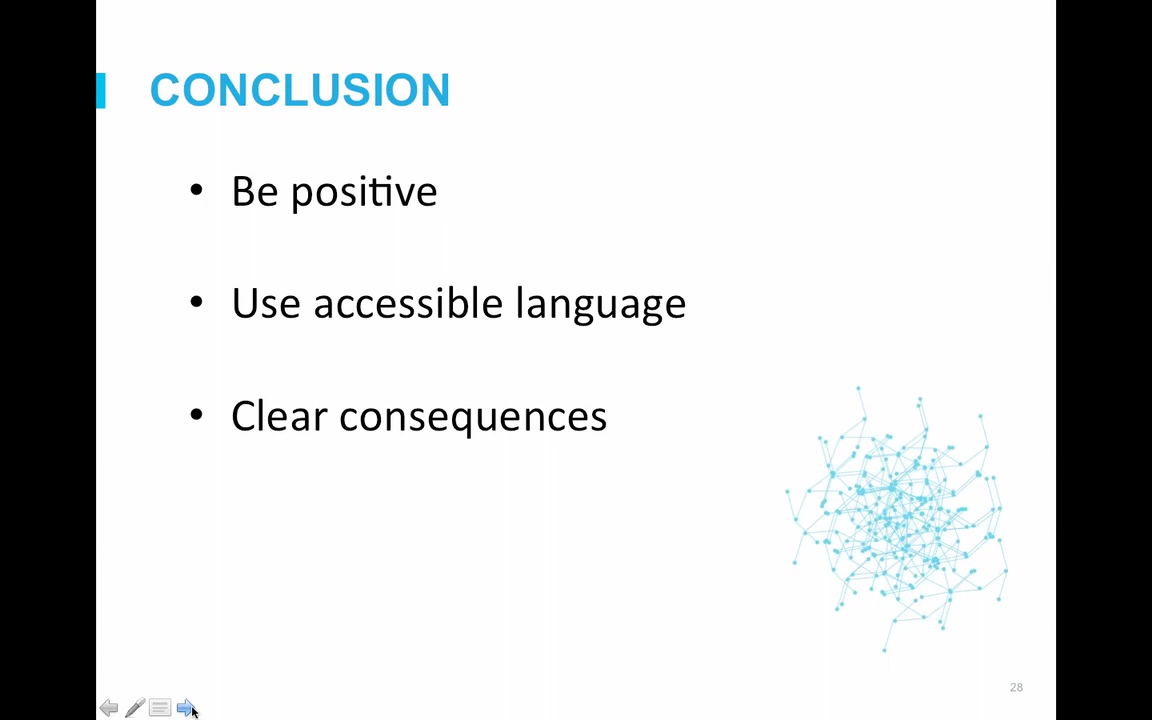 CONCLUSION
• Be positive
• Use accessible language
• Clear consequences
28